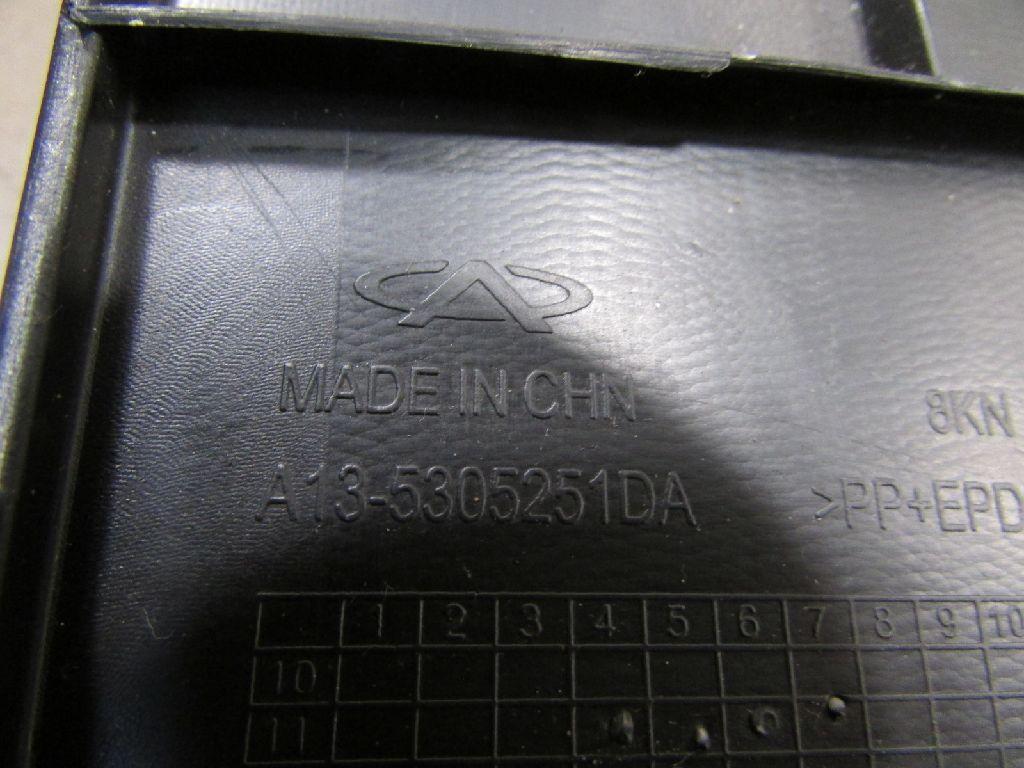 MADE IN CHN
8KN
A13-5305251DA
>PP+EPD
1 2 3 4 5 6 7 8 9 10
10
11